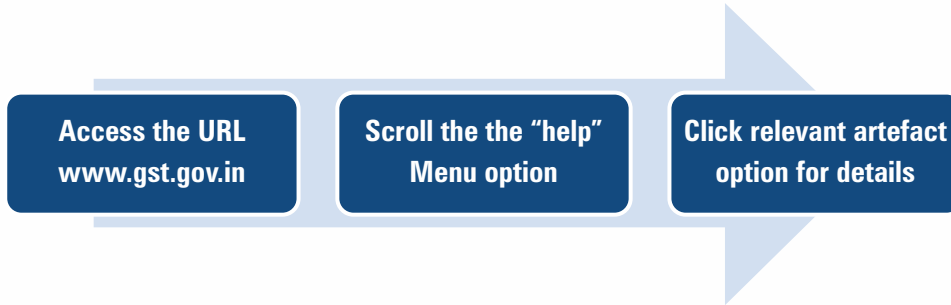 Access the URL
www.gst.gov.in
Scroll the the “help”
Menu option
Click relevant artefact
option for details